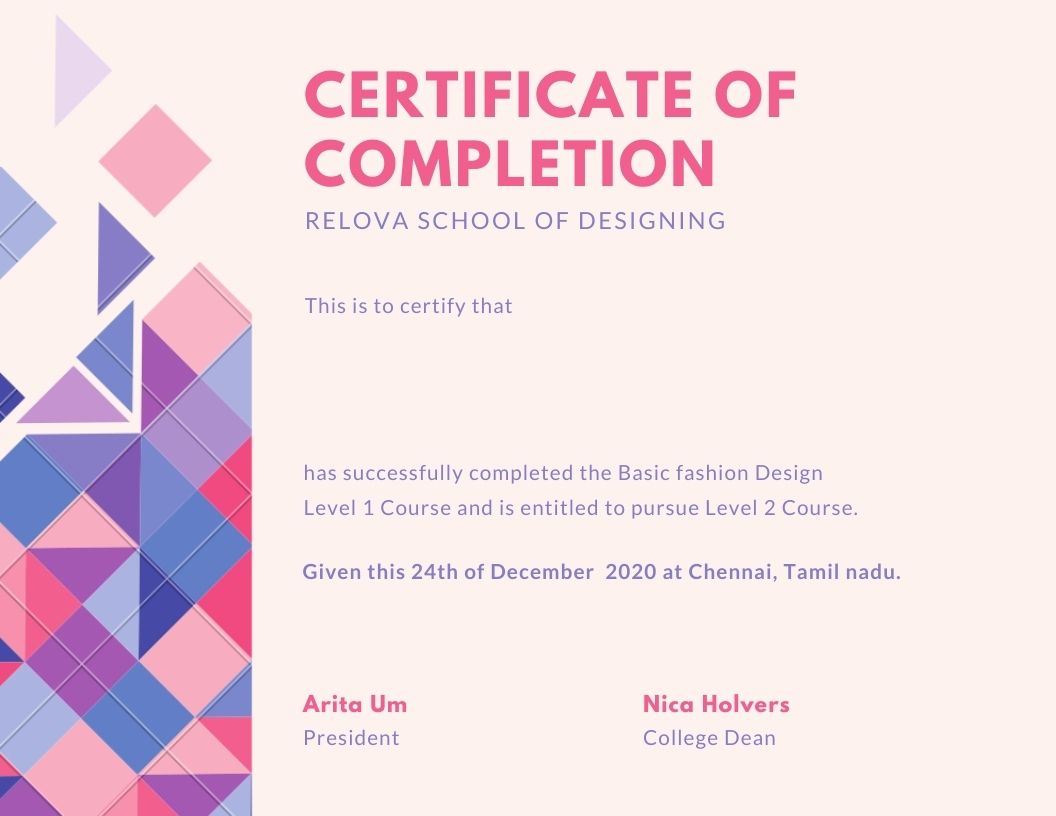 CERTIFICATE OF
COMPLETION
RELOVA SCHOOL OF DESIGNING
This is to certify that
has successfully completed the Basic fashion Design
Level 1 Course and is entitled to pursue Level 2 Course.
Given this 24th of December  2020 at Chennai, Tamil nadu.
Arita Um
Nica Holvers
President
College Dean